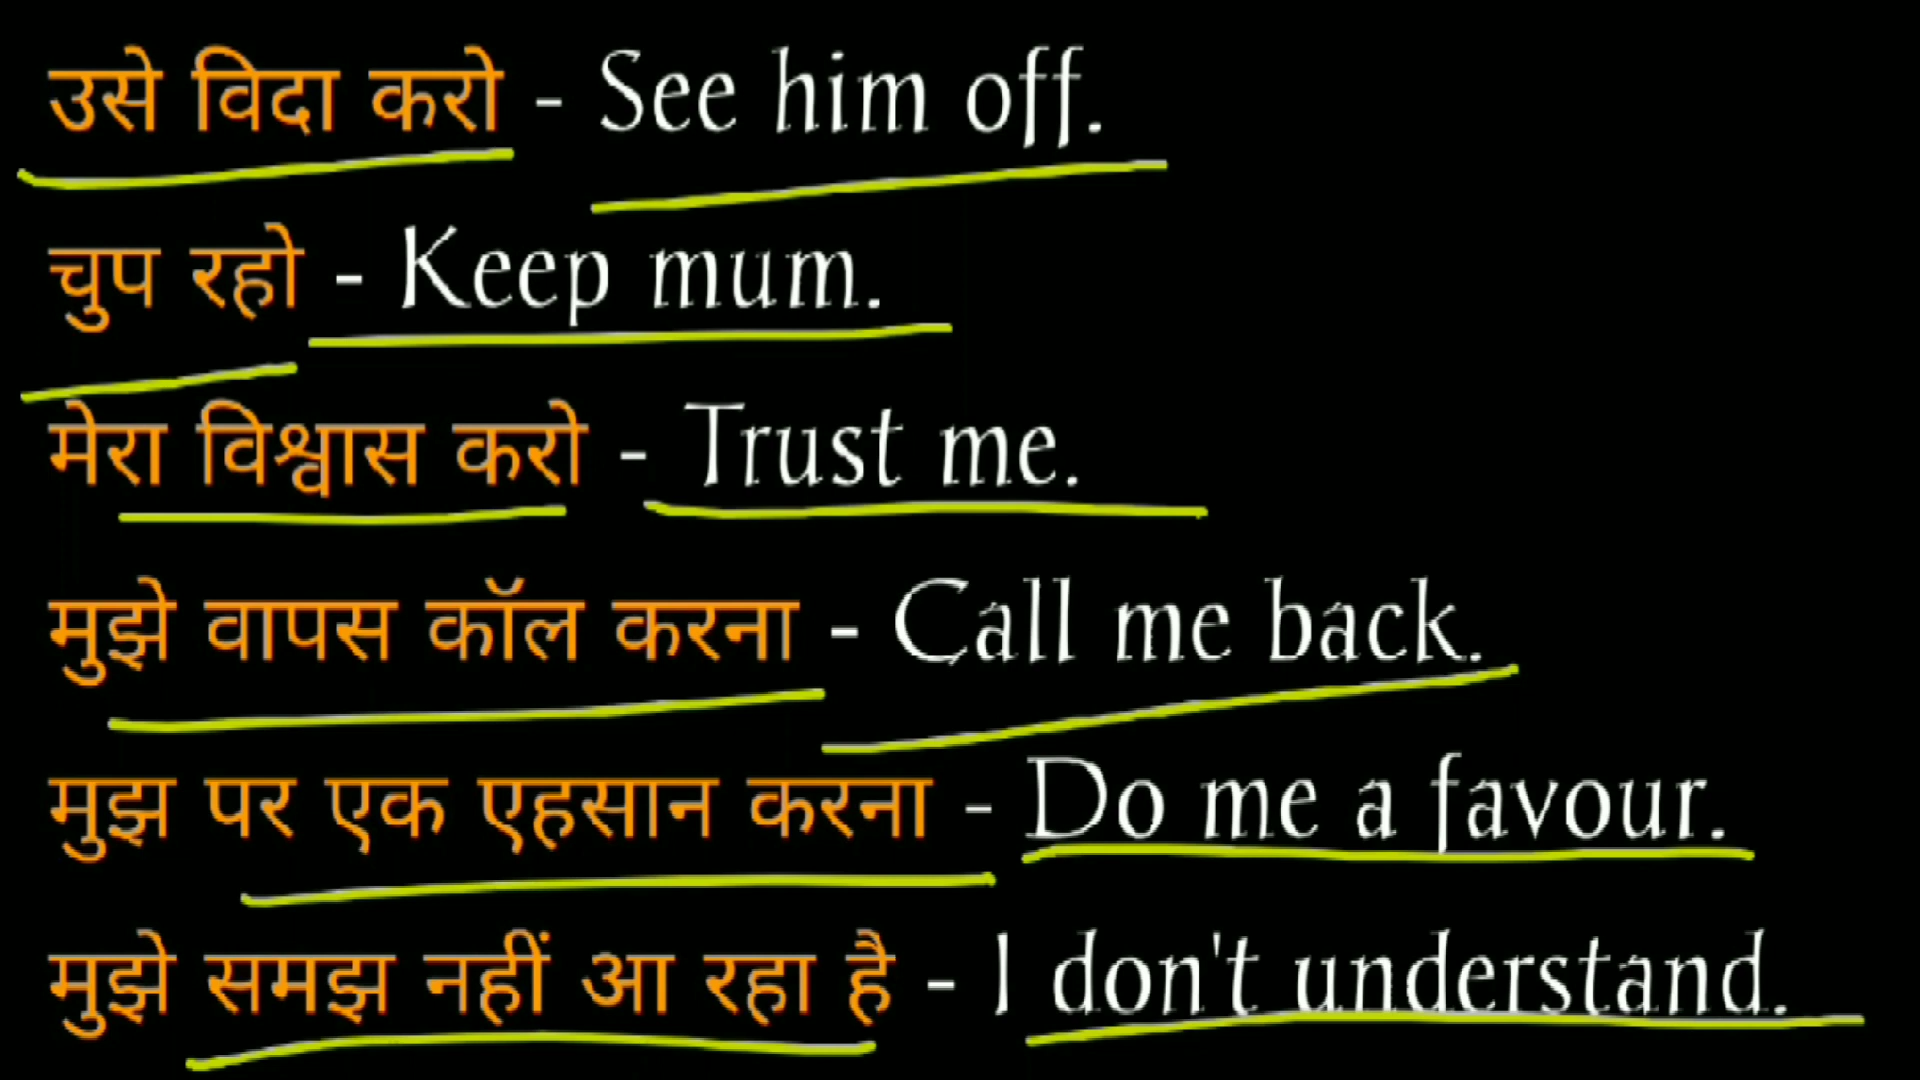 उसे विदा करो - See him off.
चुप रहो - Keep mum.
मेरा विश्वास करो - Trust me.
मुझे वापस कॉल करना - Call me back.
मुझ पर एक एहसान करना - Do me a favour.
मुझे समझ नहीं आ रहा है - I don't understand.